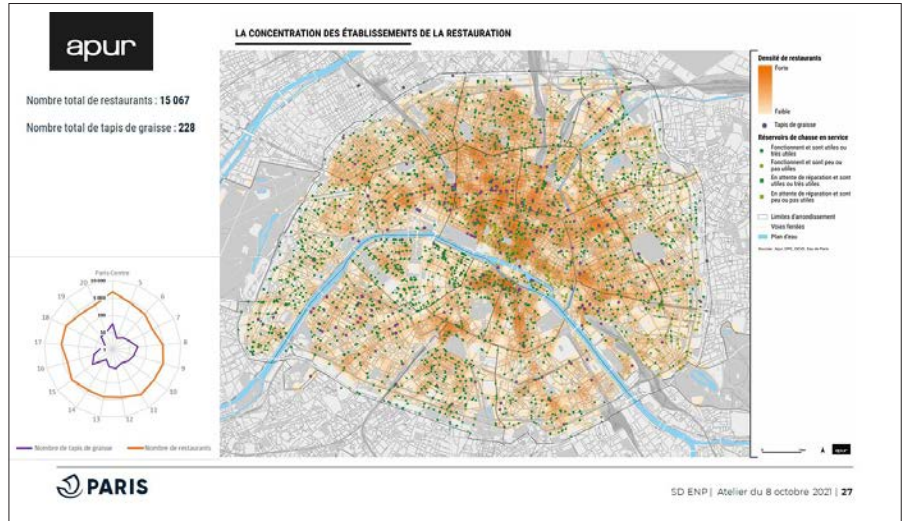 apur
LA CONCENTRATION DES ÉTABLISSEMENTS DE LA RESTAURATION
Nombre total de restaurants : 15 067
Nombre total de tapis de graisse : 228
Densité de restaurants
Forte
Faible
Tapis de graisse
Réservoirs de chasse en service
Fonctionnent et sont utiles ou
très utiles
Fonctionnent et sont peu ou
pas utiles
En attente de réparation et sont
utiles ou très utiles
En attente de réparation et sont
peu ou pas utiles
Limites d'arrondissement
Voies ferrées
Plan d'eau
Paris Centre
5
6
7
8
9
10
11
12
13
14
15
16
17
18
19
20
10 000
100
Nombre de tapis de graisse
Nombre de restaurants
apur
PARIS
SD ENP | Atelier du 8 octobre 2021 | 27